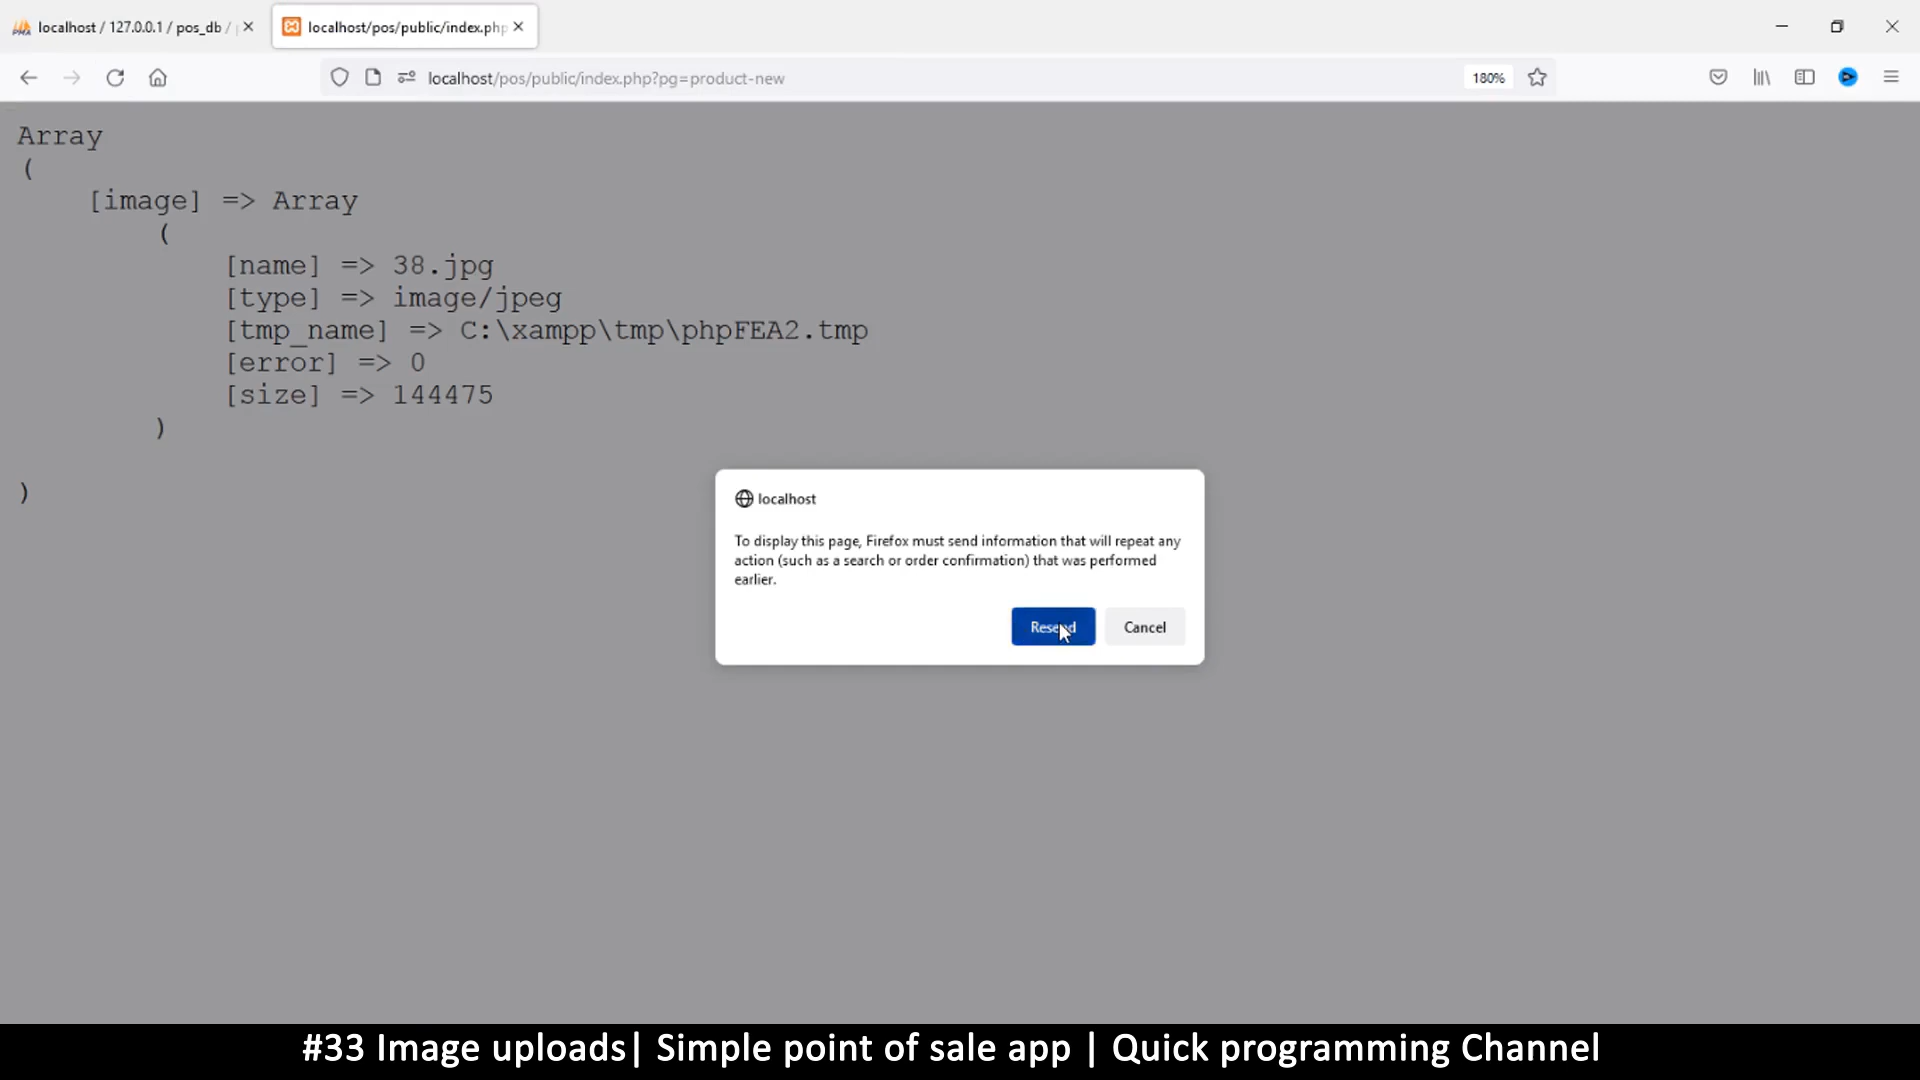 localhost / 127.0.0.1 / pos_db /
localhost/pos/public/index.php
localhost/pos/public/index.php?pg=product-new
180%
Array
(
[image] => Array
(
[name] => 38.jpg
[type] => image/jpeg
[tmp_name] => C:\xampp\tmp\phpFEA2.tmp
[error] => 0
[size] => 144475
)
)
localhost
To display this page, Firefox must send information that will repeat any
action (such as a search or order confirmation) that was performed
earlier.
Resend
Cancel
#33 Image uploads| Simple point of sale app | Quick programming Channel